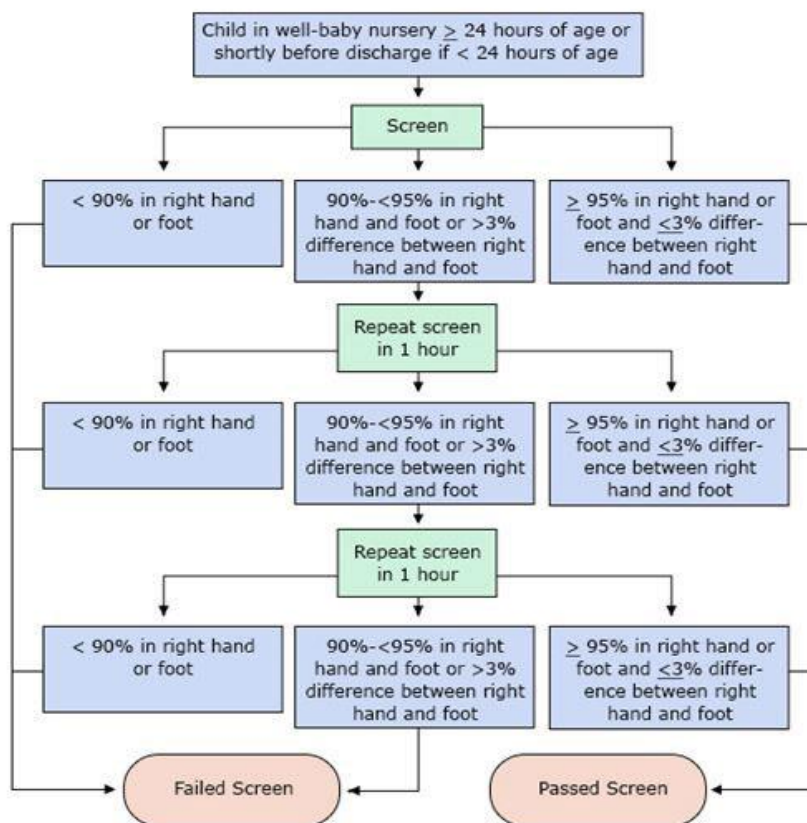 Child in well-baby nursery ≥ 24 hours of age or
shortly before discharge if < 24 hours of age
Screen
< 90% in right hand
or foot
90%-<95% in right
hand and foot or >3%
difference between right
hand and foot
≥ 95% in right hand or
foot and ≤3% differ-
ence between right
hand and foot
Repeat screen
in 1 hour
< 90% in right hand
or foot
90%-<95% in right
hand and foot or >3%
difference between right
hand and foot
≥ 95% in right hand or
foot and ≤3% differ-
ence between right
hand and foot
Repeat screen
in 1 hour
< 90% in right hand
or foot
90%-<95% in right
hand and foot or >3%
difference between right
hand and foot
≥ 95% in right hand or
foot and ≤3% differ-
ence between right
hand and foot
Failed Screen
Passed Screen